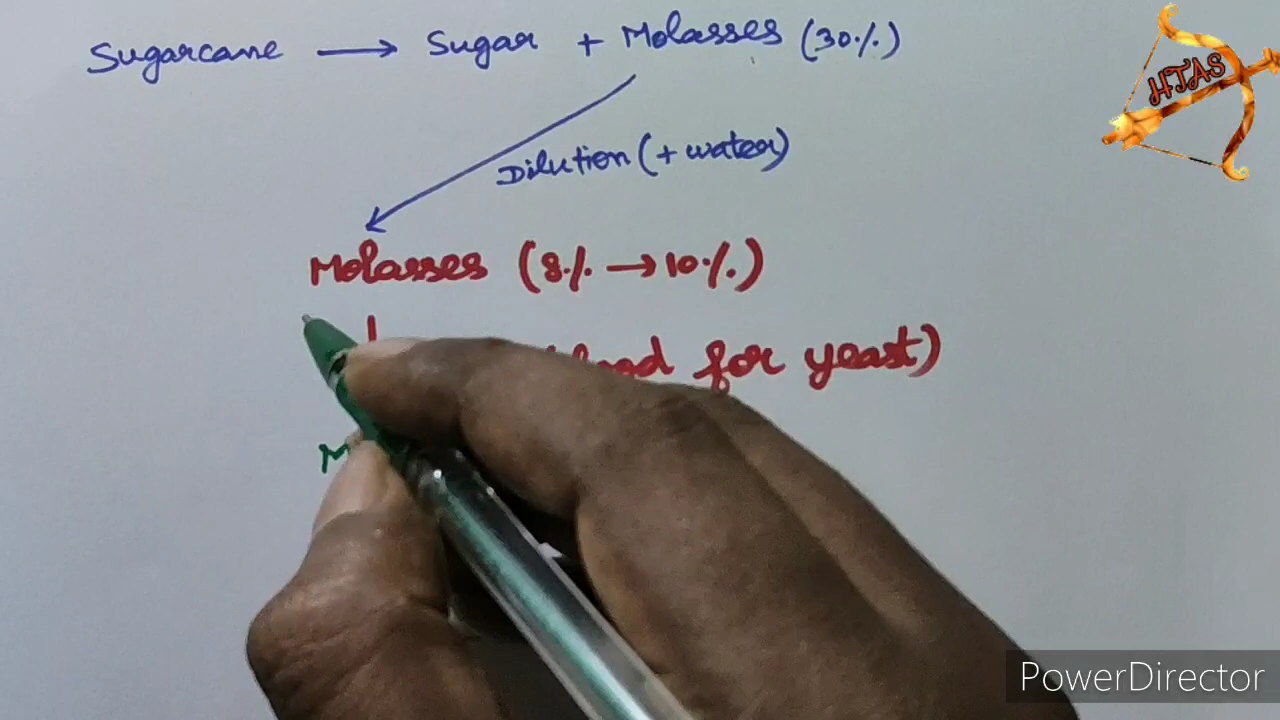 Sugarcane → Sugar + Molasses (30%)
HTAS
Dilution (+ water)
Molasses (8% → 10%)
for yeast)
M
PowerDirector